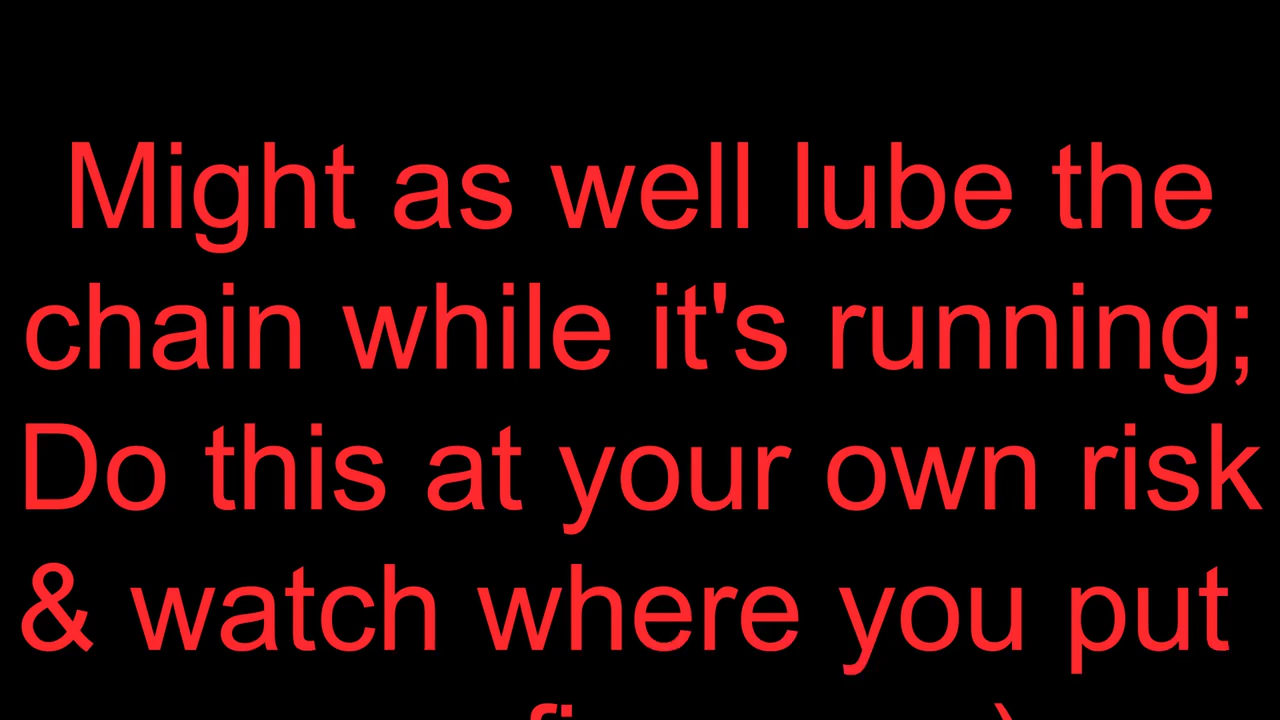 Might as well lube the
chain while it's running;
Do this at your own risk
& watch where you put